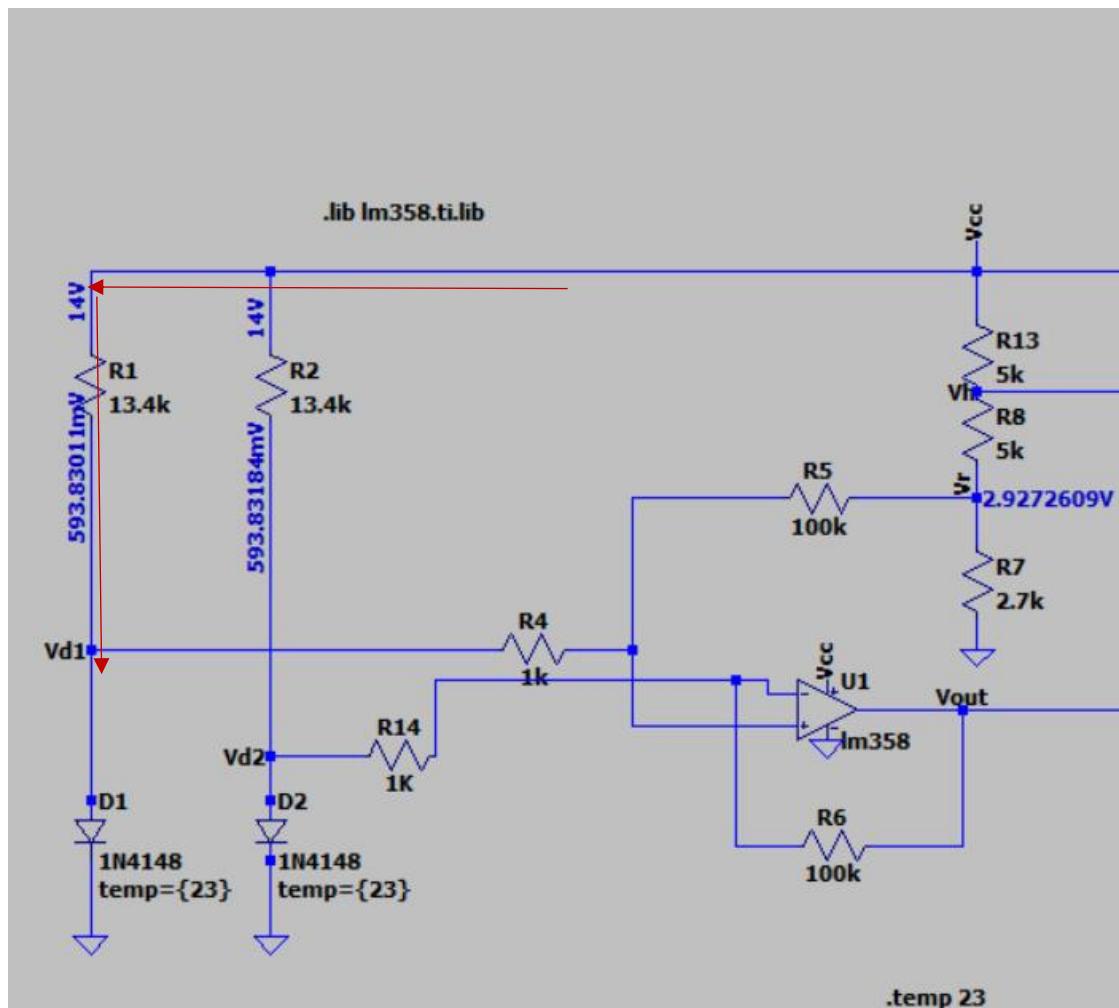 .lib lm358.ti.lib
Vcc
14V
14V
R13
5k
R1
13.4k
R2
13.4k
Vh
R8
5k
593.83011mV
593.83184mV
R5
100k
Vr
2.9272609V
R7
2.7k
R4
1k
Vd1
Vcc
U1
Vout
R14
1K
Vd2
lm358
D1
D2
R6
100k
1N4148
temp={23}
1N4148
temp={23}
.temp 23